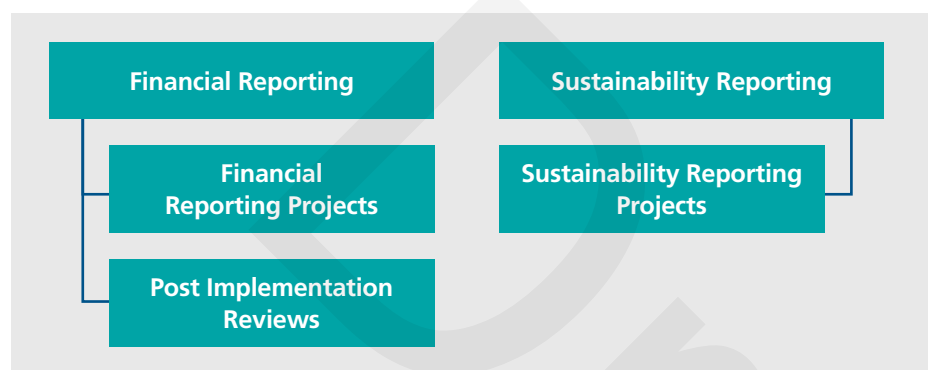 Financial Reporting
Sustainability Reporting
Financial
Reporting Projects
Sustainability Reporting
Projects
Post Implementation
Reviews